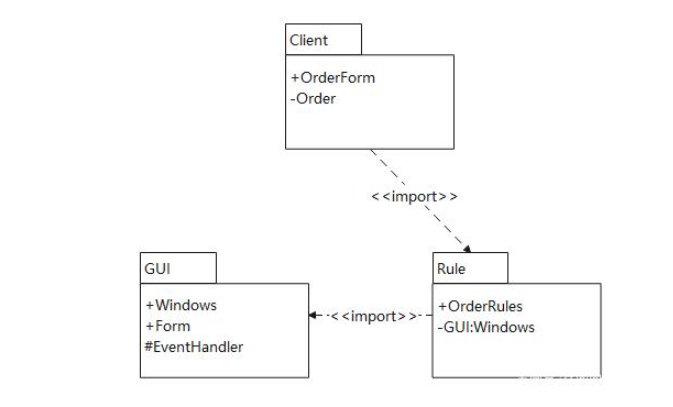 Client
+OrderForm
-Order
<<import>>
GUI
+Windows
+Form
#EventHandler
<<import>>
Rule
+OrderRules
-GUI:Windows